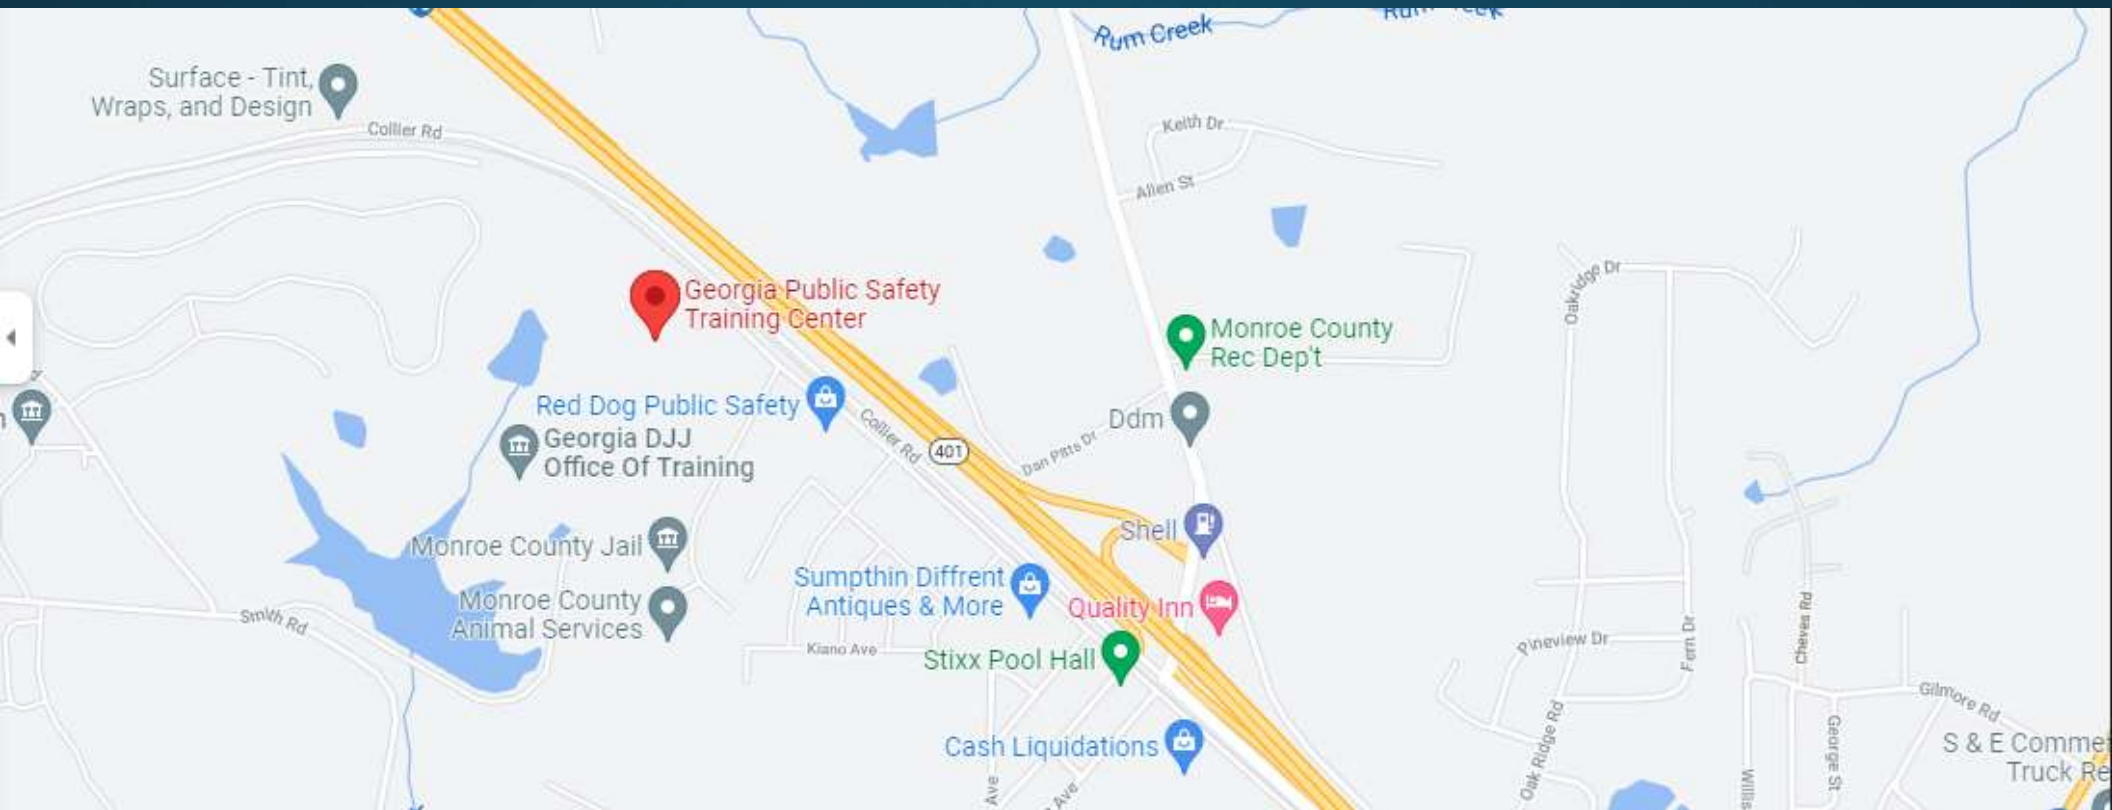 Rum Creek
Surface - Tint,
Wraps, and Design
Collier Rd
Keith Dr
Allen St
Oakridge Dr
Georgia Public Safety
Training Center
Monroe County
Rec Dep't
Red Dog Public Safety
Ddm
Georgia DJJ
Office Of Training
Collier Rd
401
Dan Pitts Dr
Shell
Monroe County Jail
Sumpthin Diffrent
Antiques & More
Quality Inn
Monroe County
Animal Services
Smith Rd
Kiano Ave
Stixx Pool Hall
Pineview Dr
Fern Dr
Cheves Rd
Gilmore Rd
Oak Ridge Rd
George St
Cash Liquidations
S & E
Truck
Ave
Ave